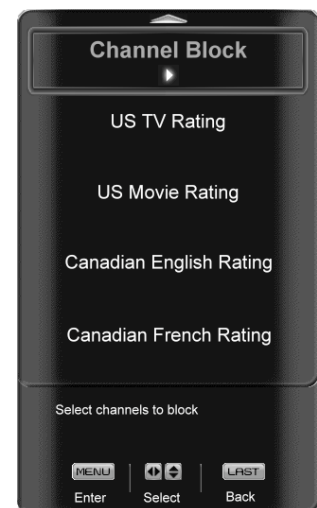 Channel Block
US TV Rating
US Movie Rating
Canadian English Rating
Canadian French Rating
Select channels to block
MENU LAST
Enter Select Back